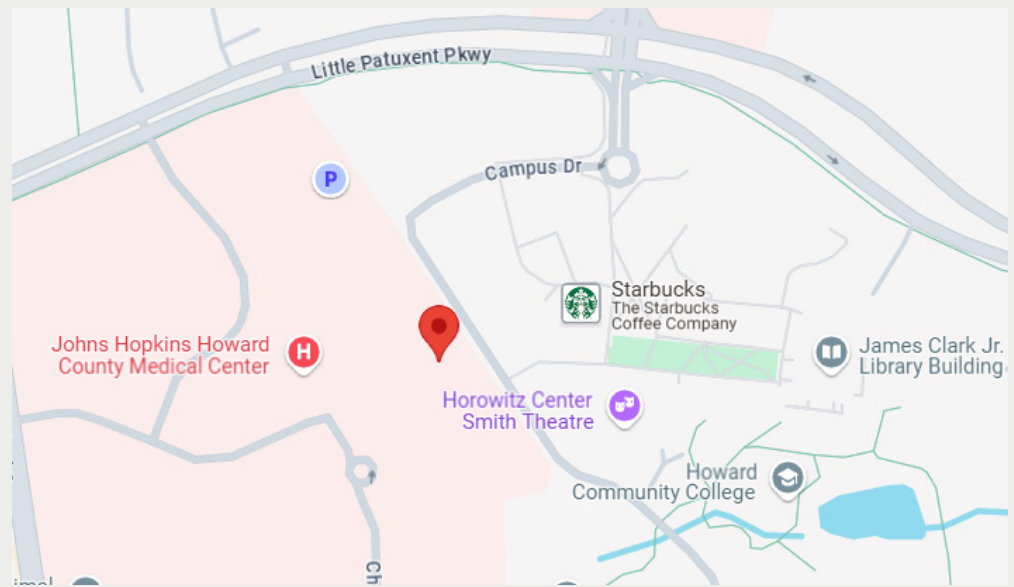 Little Patuxent Pkwy
Campus Dr
P
Starbucks
The Starbucks
Coffee Company
Johns Hopkins Howard
County Medical Center
H
James Clark Jr.
Library Building
Horowitz Center
Smith Theatre
Howard
Community College
Ch